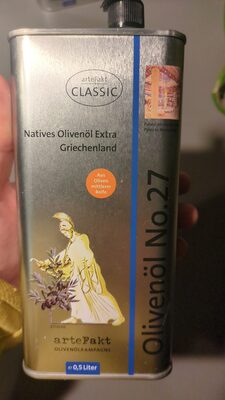 arteFakt
CLASSIC
Natives Olivenöl Extra
Griechenland
Aus
Oliven
mittlerer
Reife
Olivenöl No.27
arteFakt
OLIVENÖLKAMPAGNE
e 0,5 Liter